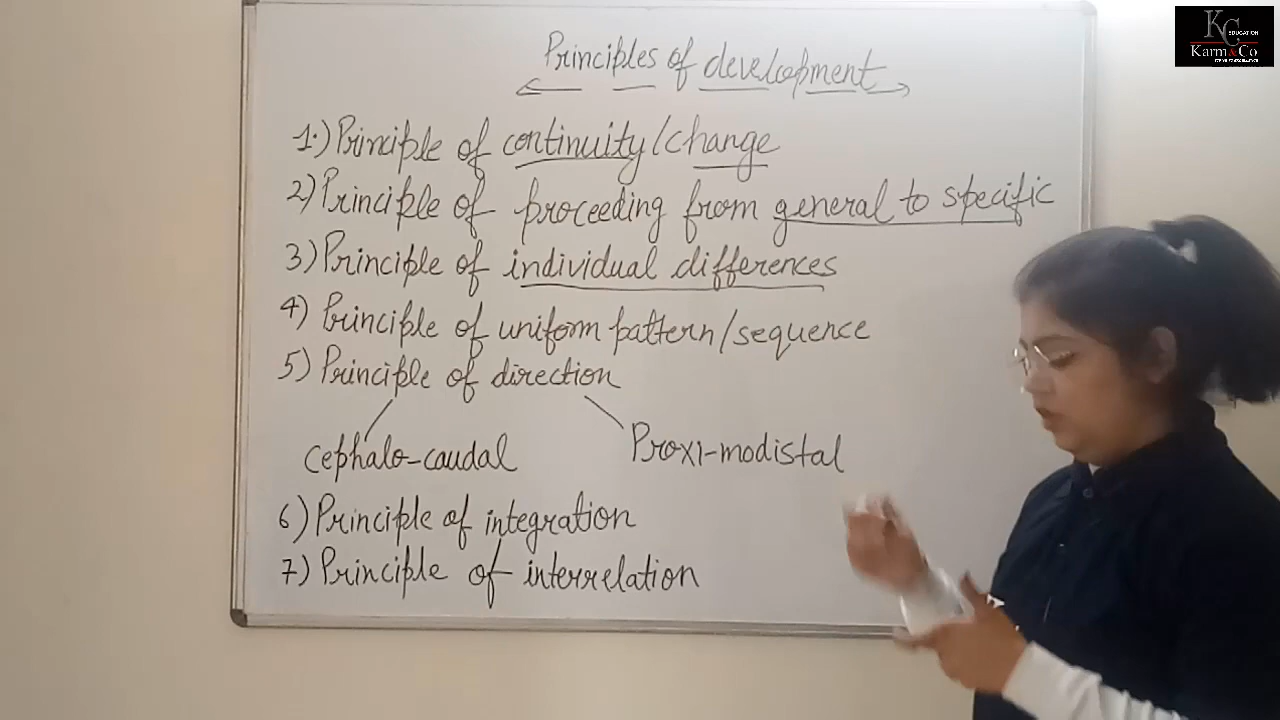 Principles of development
1.) Principle of continuity/change
2) Principle of proceeding from general to specific
3) Principle of individual differences
4) Principle of uniform pattern/sequence
5) Principle of direction
cephalo-caudal
Proxi-modistal
6) Principle of integration
7) Principle of interrelation
KC EDUCATION
Karm&Co